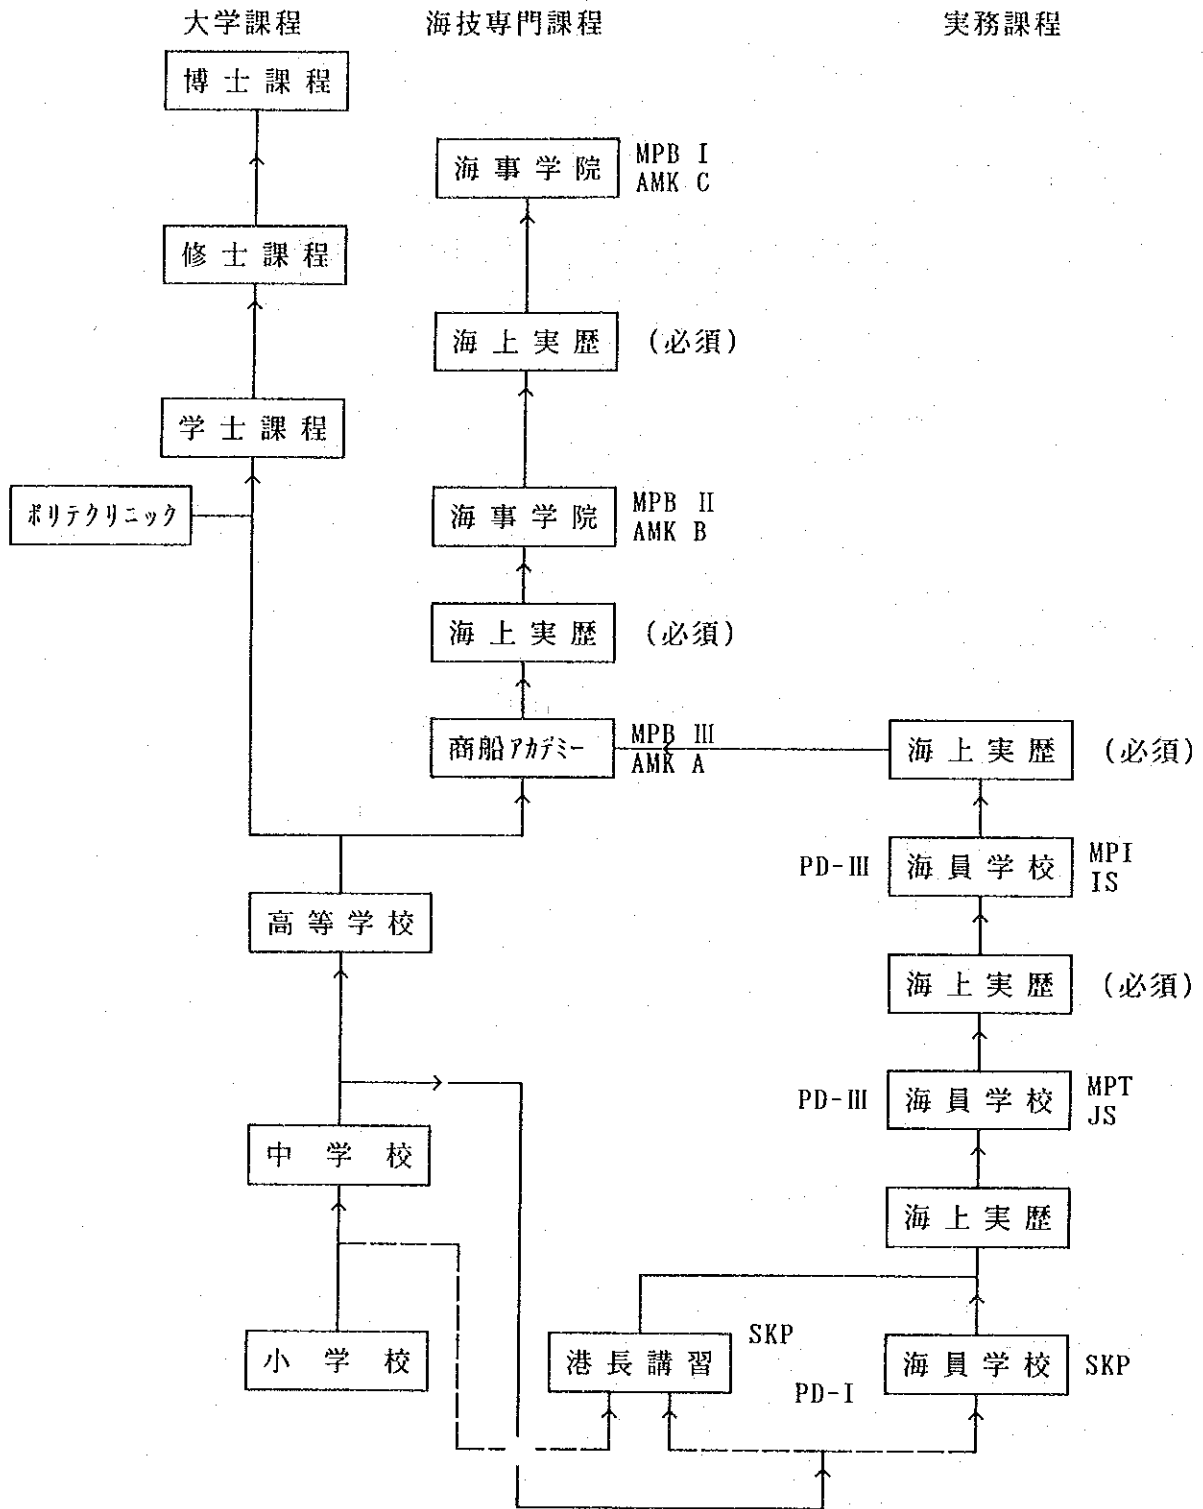 大学課程 海技専門課程 実務課程
博士課程
海事学院 MPB I
AMK C
修士課程
海上実歴 (必須)
学士課程
ポリテクリニック
海事学院 MPB II
AMK B
海上実歴 (必須)
商船アカデミー MPB III
AMK A
海上実歴 (必須)
PD-III 海員学校 MPI
IS
高等学校
海上実歴 (必須)
PD-III 海員学校 MPT
JS
中学校
海上実歴
小学校
港長講習 SKP
PD-I
海員学校 SKP